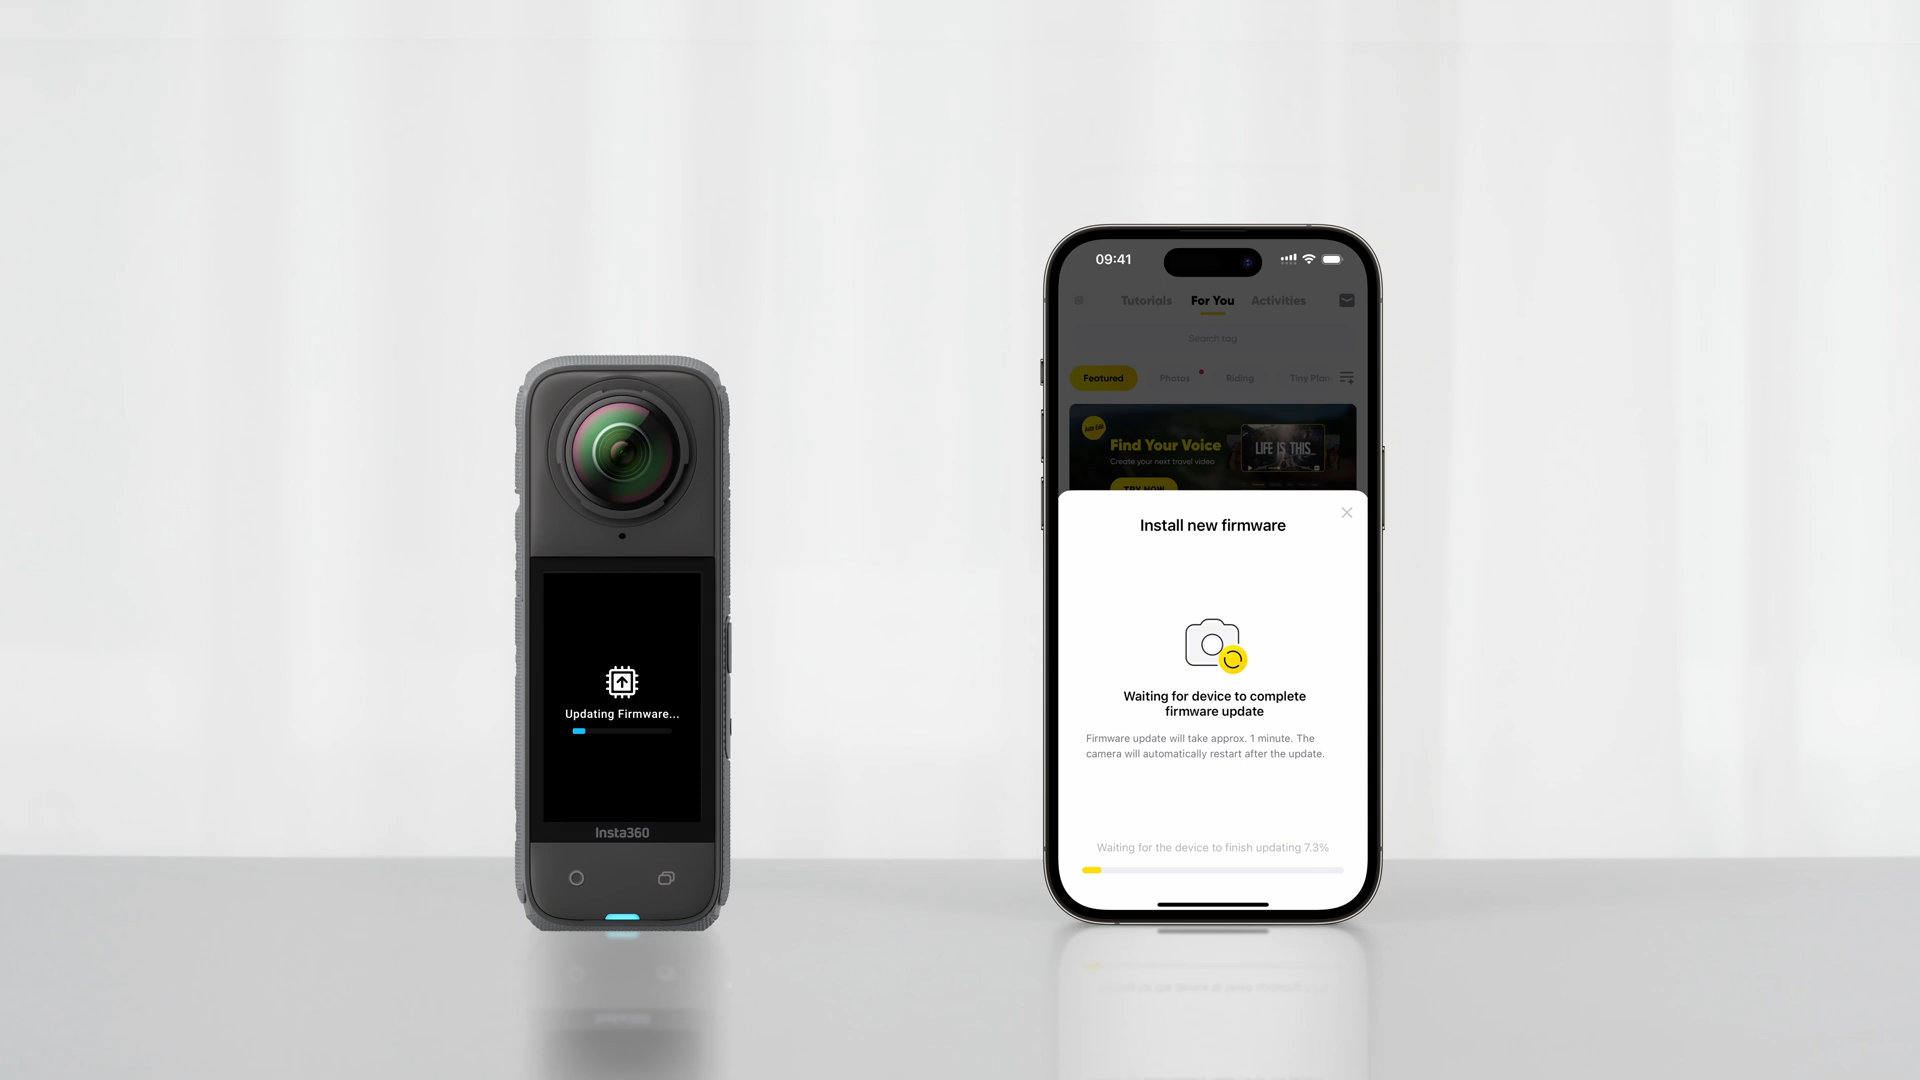 Updating Firmware...
Insta360
09:41
Tutorials For You Activities
Search tag
Featured Photos Riding Tiny Plan
Auto Edit
Find Your Voice
Create your next travel video
LIFE IS THIS
TRY NOW
Install new firmware
Waiting for device to complete
firmware update
Firmware update will take approx. 1 minute. The
camera will automatically restart after the update.
Waiting for the device to finish updating 7.3%